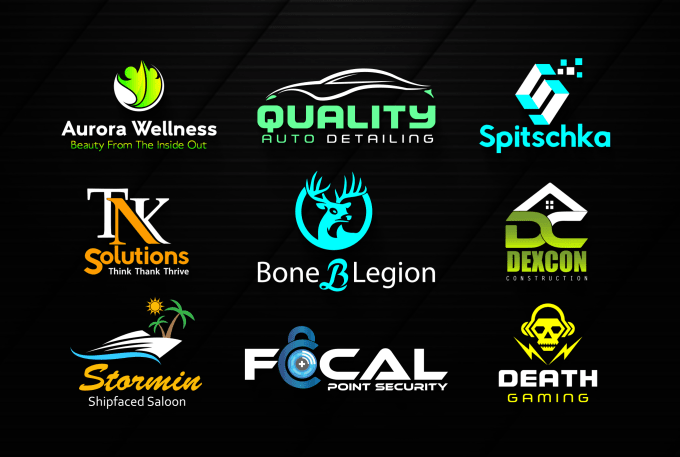 Aurora Wellness
Beauty From The Inside Out
QUALITY
AUTO DETAILING
Spitschka
TNK
Solutions
Think Thank Thrive
Bone B Legion
DC
DEXCON
CONSTRUCTION
Stormin
Shipfaced Saloon
FOCAL
POINT SECURITY
DEATH
GAMING